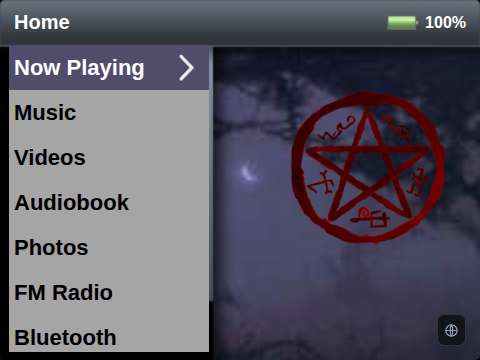 Home
100%
Now Playing
Music
Videos
Audiobook
Photos
FM Radio
Bluetooth